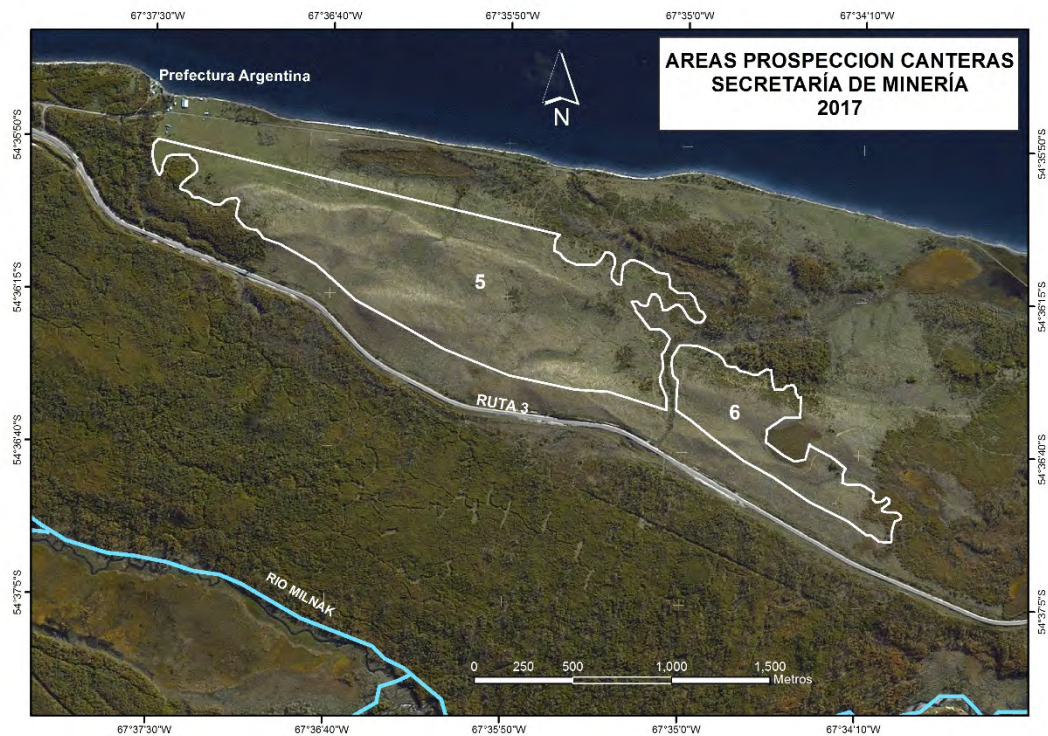 67°37'30"S
67°36'40"S
67°35'50"S
67°35'0"S
67°34'10"S
AREAS PROSPECCION CANTERAS
SECRETARÍA DE MINERÍA
2017
Prefectura Argentina
N
54°35'50"S
54°35'50"S
54°36'15"S
54°36'15"S
5
6
RUTA 3
54°36'40"S
54°36'40"S
RIO MILNAK
54°37'5"S
54°37'5"S
0 250 500 1,000 1,500
Metros
67°37'30"S
67°36'40"S
67°35'50"S
67°35'0"S
67°34'10"S